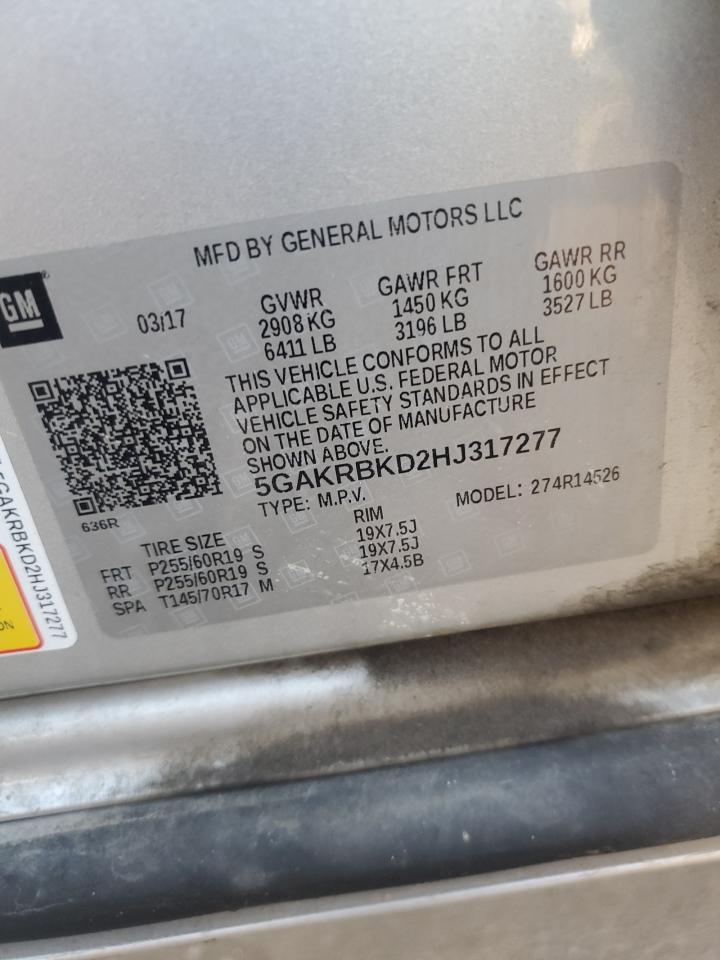 MFD BY GENERAL MOTORS LLC
GM
03/17
GVWR
2908 KG
6411 LB
GAWR FRT
1450 KG
3196 LB
GAWR RR
1600 KG
3527 LB
THIS VEHICLE CONFORMS TO ALL
APPLICABLE U.S. FEDERAL MOTOR
VEHICLE SAFETY STANDARDS IN EFFECT
ON THE DATE OF MANUFACTURE
SHOWN ABOVE.
5GAKRBKD2HJ317277
TYPE: M.P.V.
MODEL: 274R14526
636R
TIRE SIZE RIM
FRT P255/60R19 S 19X7.5J
RR P255/60R19 S 19X7.5J
SPA T145/70R17 M 17X4.5B
5GAKRBKD2HJ317277